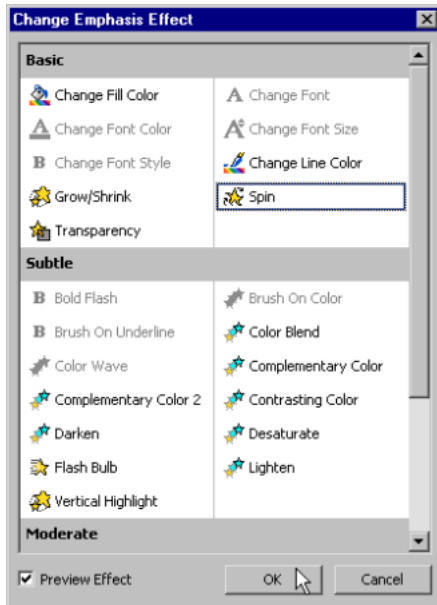 Change Emphasis Effect
Basic
Change Fill Color
Change Font
Change Font Color
Change Font Size
Change Font Style
Change Line Color
Grow/Shrink
Spin
Transparency
Subtle
Bold Flash
Brush On Color
Brush On Underline
Color Blend
Color Wave
Complementary Color
Complementary Color 2
Contrasting Color
Darken
Desaturate
Flash Bulb
Lighten
Vertical Highlight
Moderate
Preview Effect
OK
Cancel